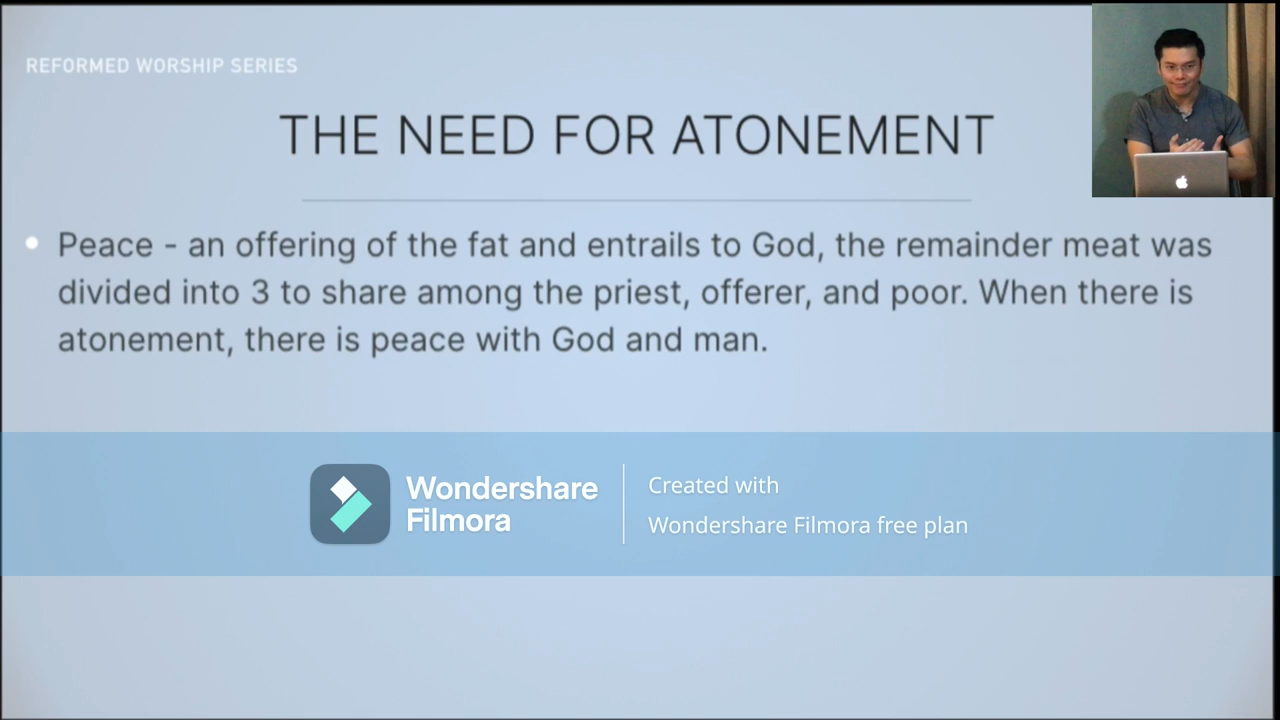 REFORMED WORSHIP SERIES
THE NEED FOR ATONEMENT
Peace - an offering of the fat and entrails to God, the remainder meat was
divided into 3 to share among the priest, offerer, and poor. When there is
atonement, there is peace with God and man.
Wondershare
Filmora
Created with
Wondershare Filmora free plan